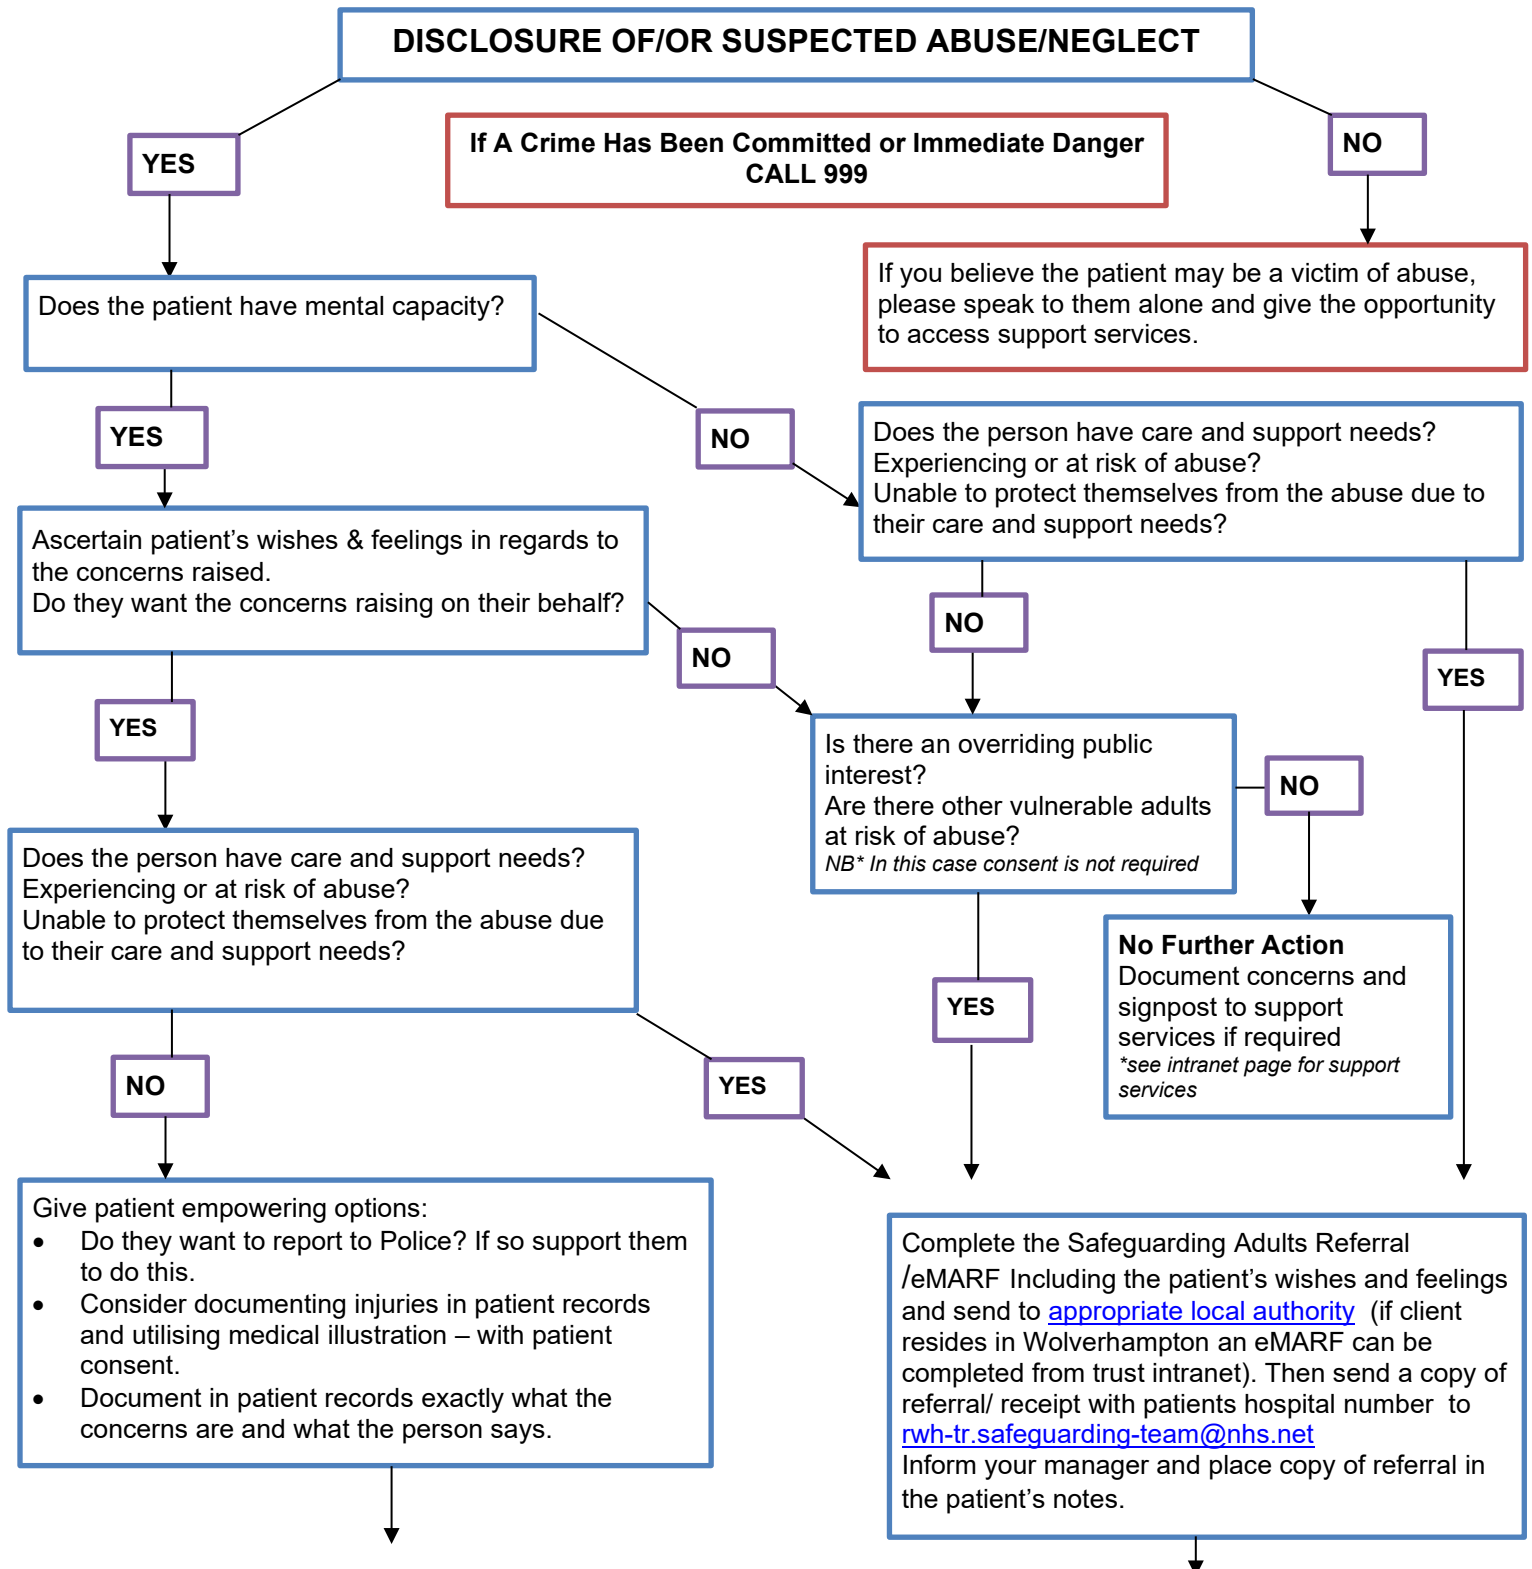 DISCLOSURE OF/OR SUSPECTED ABUSE/NEGLECT
YES
If A Crime Has Been Committed or Immediate Danger
CALL 999
NO
Does the patient have mental capacity?
If you believe the patient may be a victim of abuse,
please speak to them alone and give the opportunity
to access support services.
YES
NO
Does the person have care and support needs?
Experiencing or at risk of abuse?
Unable to protect themselves from the abuse due to
their care and support needs?
Ascertain patient’s wishes & feelings in regards to
the concerns raised.
Do they want the concerns raising on their behalf?
NO
NO
YES
YES
Is there an overriding public
interest?
Are there other vulnerable adults
at risk of abuse?
NB* In this case consent is not required
NO
Does the person have care and support needs?
Experiencing or at risk of abuse?
Unable to protect themselves from the abuse due
to their care and support needs?
No Further Action
Document concerns and
signpost to support
services if required
*see intranet page for support
services
YES
NO
YES
Give patient empowering options:
• Do they want to report to Police? If so support them
to do this.
• Consider documenting injuries in patient records
and utilising medical illustration – with patient
consent.
• Document in patient records exactly what the
concerns are and what the person says.
Complete the Safeguarding Adults Referral
/eMARF Including the patient’s wishes and feelings
and send to appropriate local authority (if client
resides in Wolverhampton an eMARF can be
completed from trust intranet). Then send a copy of
referral/ receipt with patients hospital number to
rwh-tr.safeguarding-team@nhs.net
Inform your manager and place copy of referral in
the patient’s notes.